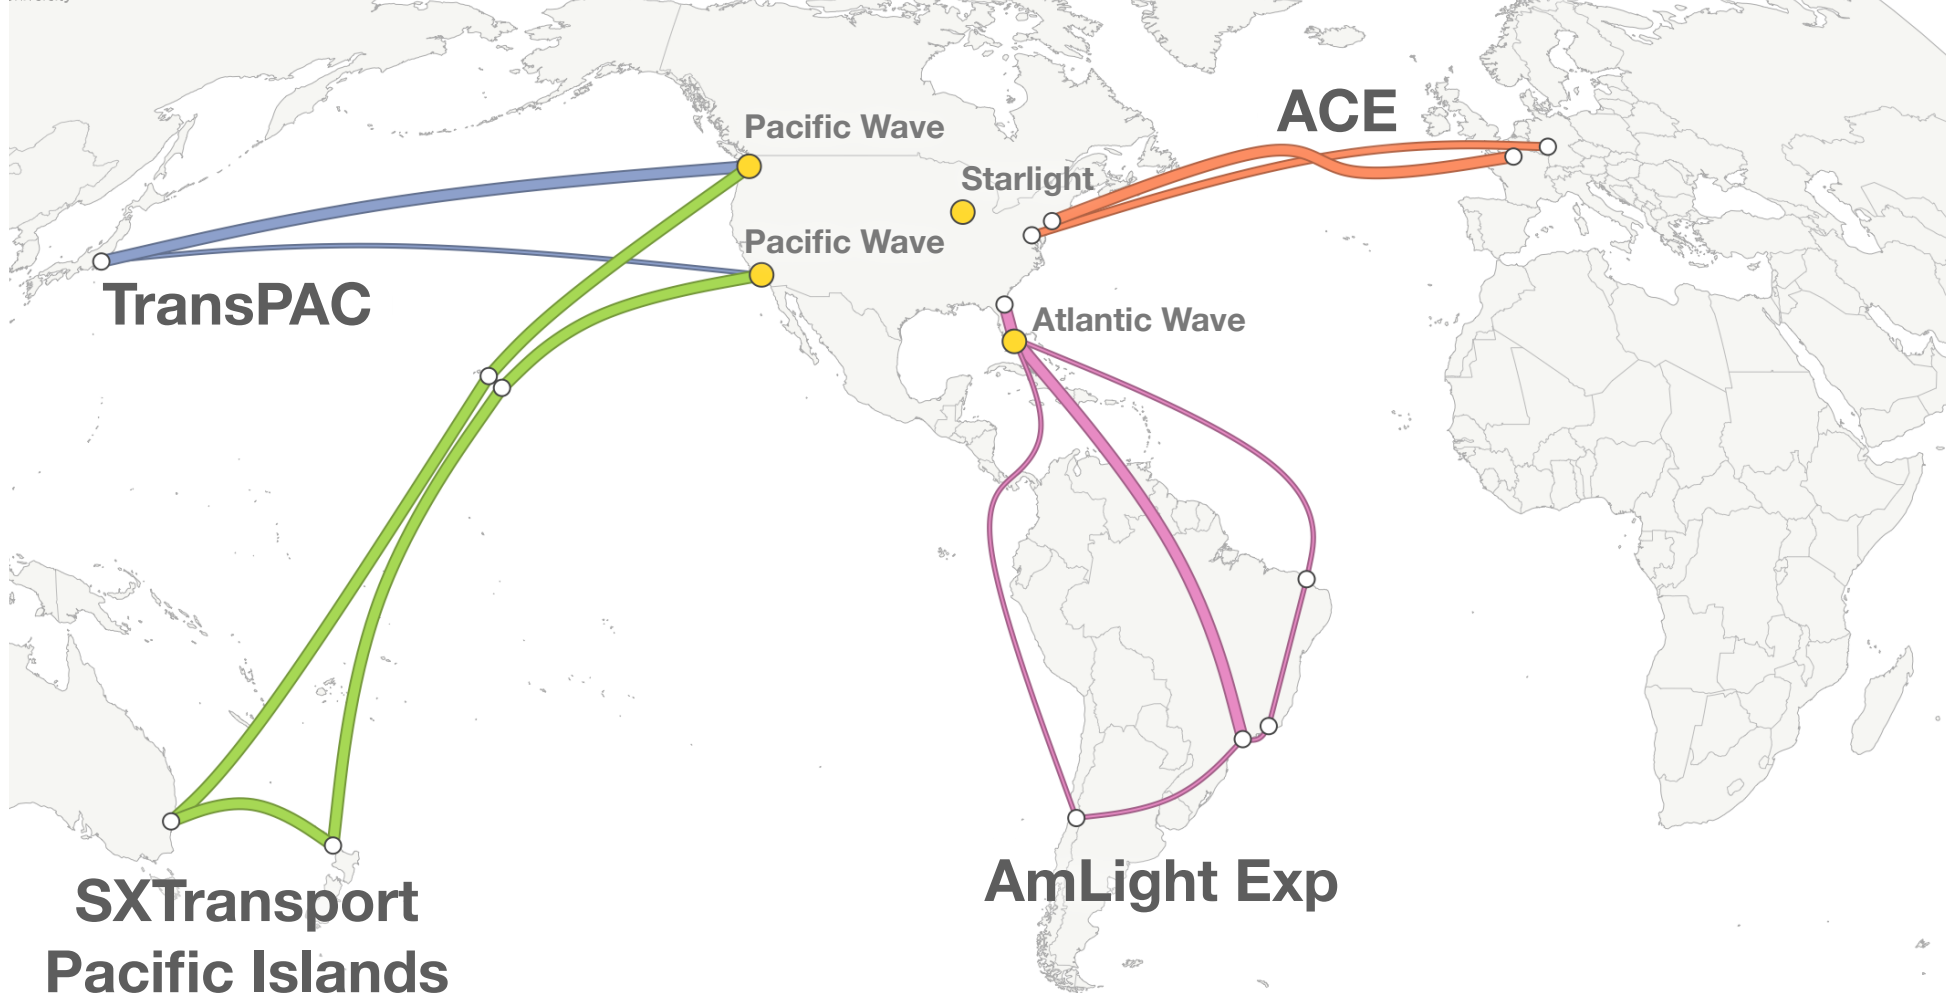 ACE
Pacific Wave
Starlight
Pacific Wave
TransPAC
Atlantic Wave
AmLight Exp
SXTransport
Pacific Islands